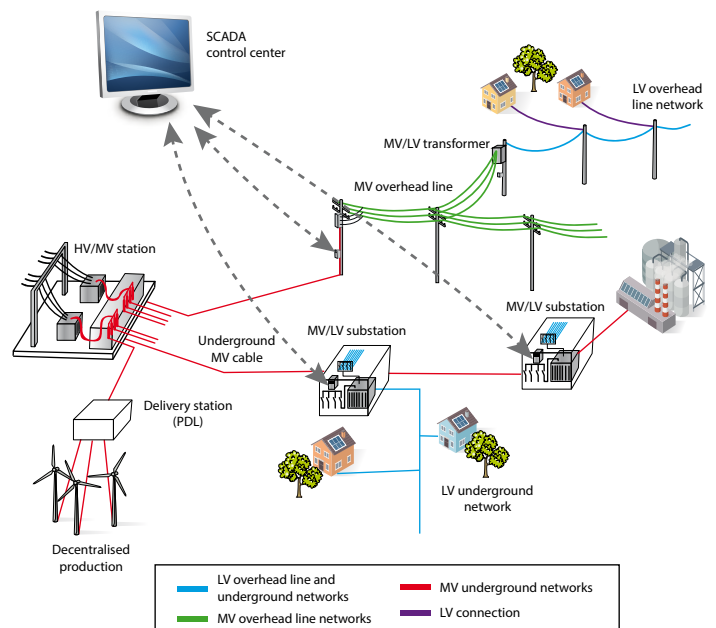 SCADA
control center
LV overhead
line network
MV/LV transformer
MV overhead line
HV/MV station
MV/LV substation
MV/LV substation
Underground
MV cable
Delivery station
(PDL)
LV underground
network
Decentralised
production
LV overhead line and
underground networks
MV underground networks
MV overhead line networks
LV connection